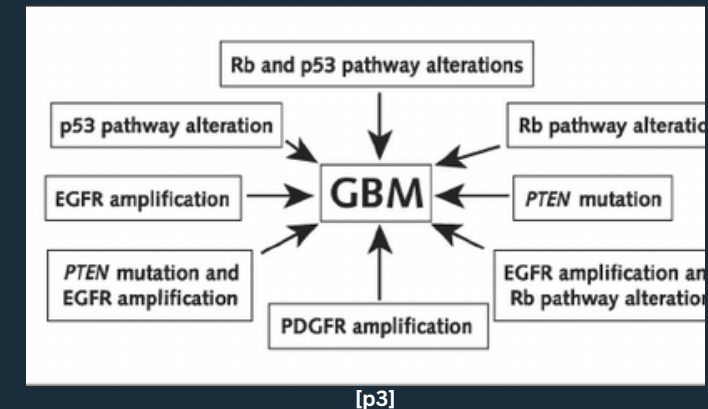 Rb and p53 pathway alterations
p53 pathway alteration
Rb pathway alteratio
EGFR amplification
GBM
PTEN mutation
PTEN mutation and
EGFR amplification
EGFR amplification an
Rb pathway alteration
PDGFR amplification
[p3]